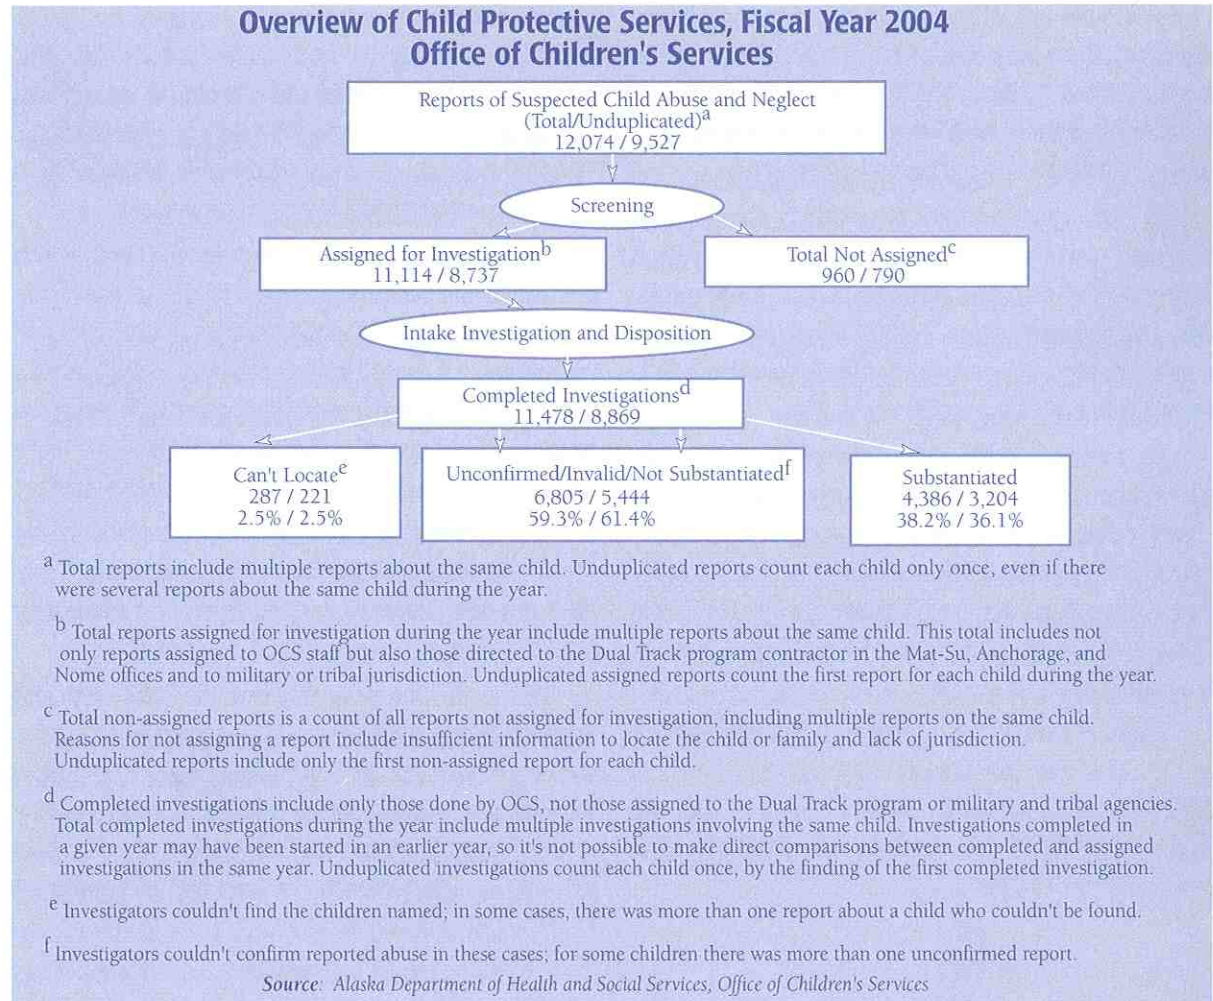 Overview of Child Protective Services, Fiscal Year 2004
Office of Children's Services
Reports of Suspected Child Abuse and Neglect
(Total/Unduplicated)a
12,074 / 9,527
Screening
Assigned for Investigationb
11,114 / 8,737
Total Not Assignedc
960 / 790
Intake Investigation and Disposition
Completed Investigationsd
11,478 / 8,869
Can't Locatee
287 / 221
2.5% / 2.5%
Unconfirmed/Invalid/Not Substantiatedf
6,805 / 5,444
59.3% / 61.4%
Substantiated
4,386 / 3,204
38.2% / 36.1%
a Total reports include multiple reports about the same child. Unduplicated reports count each child only once, even if there
were several reports about the same child during the year.
b Total reports assigned for investigation during the year include multiple reports about the same child. This total includes not
only reports assigned to OCS staff but also those directed to the Dual Track program contractor in the Mat-Su, Anchorage, and
Nome offices and to military or tribal jurisdiction. Unduplicated assigned reports count the first report for each child during the year.
c Total non-assigned reports is a count of all reports not assigned for investigation, including multiple reports on the same child.
Reasons for not assigning a report include insufficient information to locate the child or family and lack of jurisdiction.
Unduplicated reports include only the first non-assigned report for each child.
d Completed investigations include only those done by OCS, not those assigned to the Dual Track program or military and tribal agencies.
Total completed investigations during the year include multiple investigations involving the same child. Investigations completed in
a given year may have been started in an earlier year, so it's not possible to make direct comparisons between completed and assigned
investigations in the same year. Unduplicated investigations count each child once, by the finding of the first completed investigation.
e Investigators couldn't find the children named; in some cases, there was more than one report about a child who couldn't be found.
f Investigators couldn't confirm reported abuse in these cases; for some children there was more than one unconfirmed report.
Source: Alaska Department of Health and Social Services, Office of Children's Services